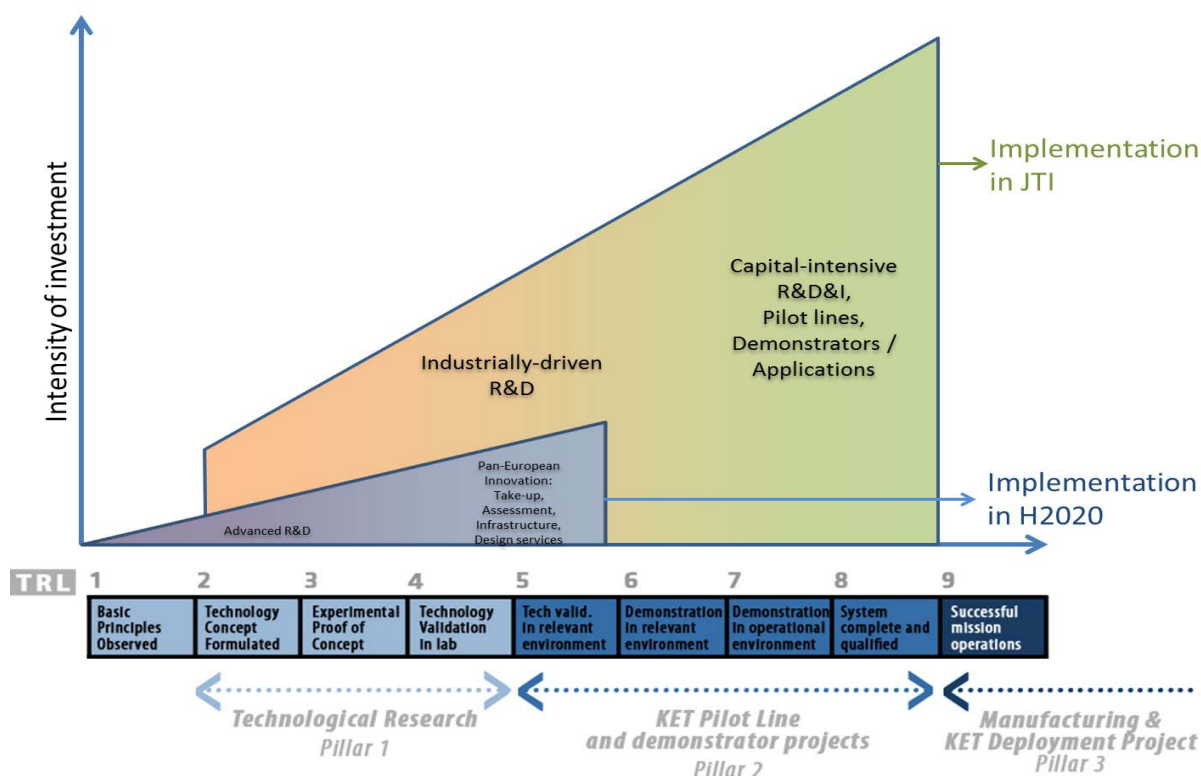 Intensity of investment
Implementation
in JTI
Capital-intensive
R&D&I,
Pilot lines,
Demonstrators /
Applications
Industrially-driven
R&D
Pan-European
Innovation:
Take-up,
Assessment,
Infrastructure,
Design services
Advanced R&D
Implementation
in H2020
TRL 1 2 3 4 5 6 7 8 9
Basic
Principles
Observed
Technology
Concept
Formulated
Experimental
Proof of
Concept
Technology
Validation
In lab
Tech valid.
In relevant
environment
Demonstration
In relevant
environment
Demonstration
In operational
environment
System
complete and
qualified
Successful
mission
operations
Technological Research
Pillar 1
KET Pilot Line
and demonstrator projects
Pillar 2
Manufacturing &
KET Deployment Project
Pillar 3